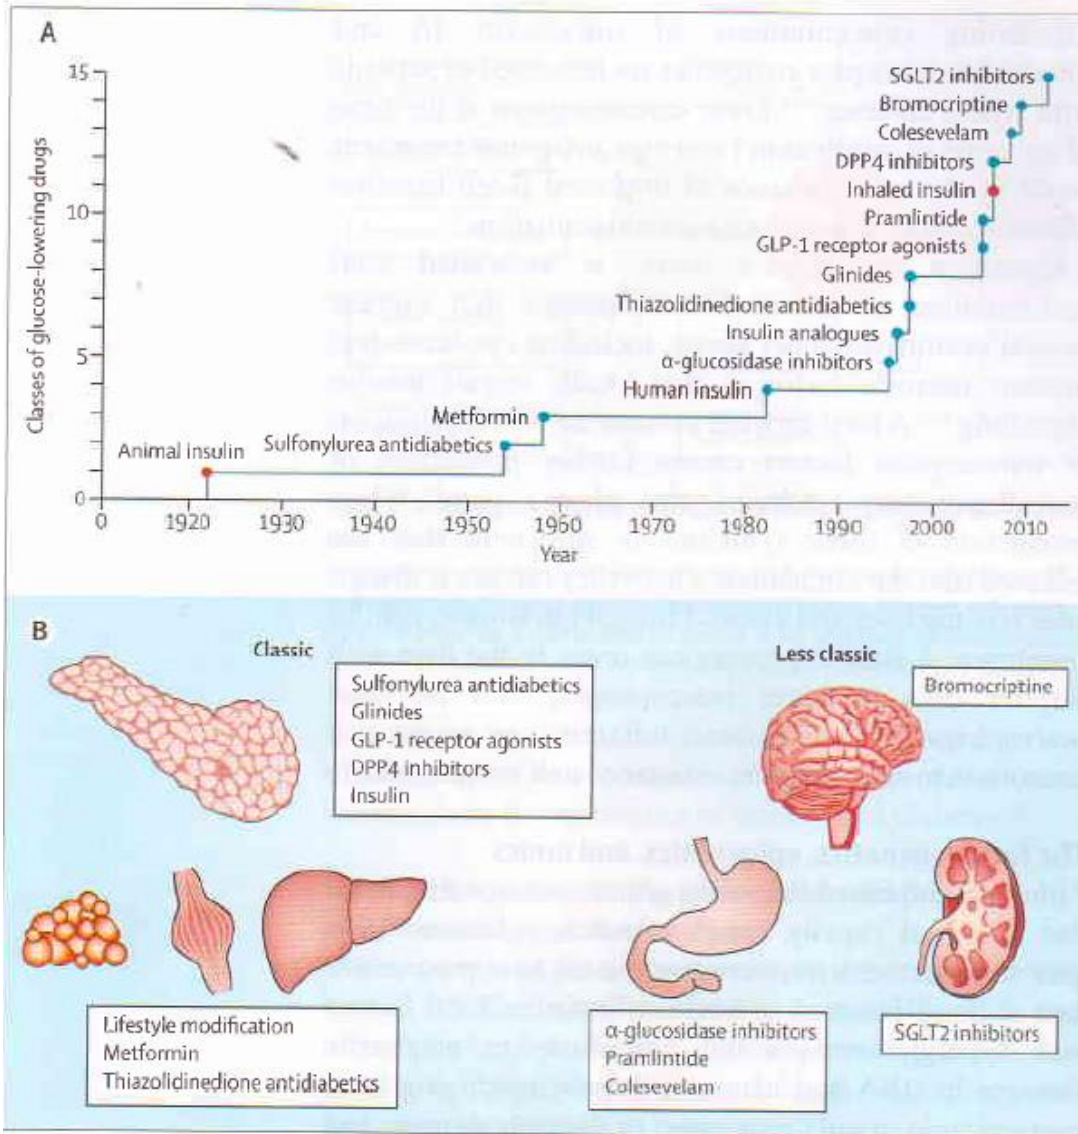 A
Classes of glucose-lowering drugs
15
10
5
0
SGLT2 inhibitors
Bromocriptine
Colesevelam
DPP4 inhibitors
Inhaled insulin
Pramlintide
GLP-1 receptor agonists
Glinides
Thiazolidinedione antidiabetics
Insulin analogues
α-glucosidase inhibitors
Human insulin
Metformin
Sulfonylurea antidiabetics
Animal insulin
0 1920 1930 1940 1950 1960 1970 1980 1990 2000 2010
Year
B
Classic
Sulfonylurea antidiabetics
Glinides
GLP-1 receptor agonists
DPP4 inhibitors
Insulin
Lifestyle modification
Metformin
Thiazolidinedione antidiabetics
Less classic
Bromocriptine
α-glucosidase inhibitors
Pramlintide
Colesevelam
SGLT2 inhibitors